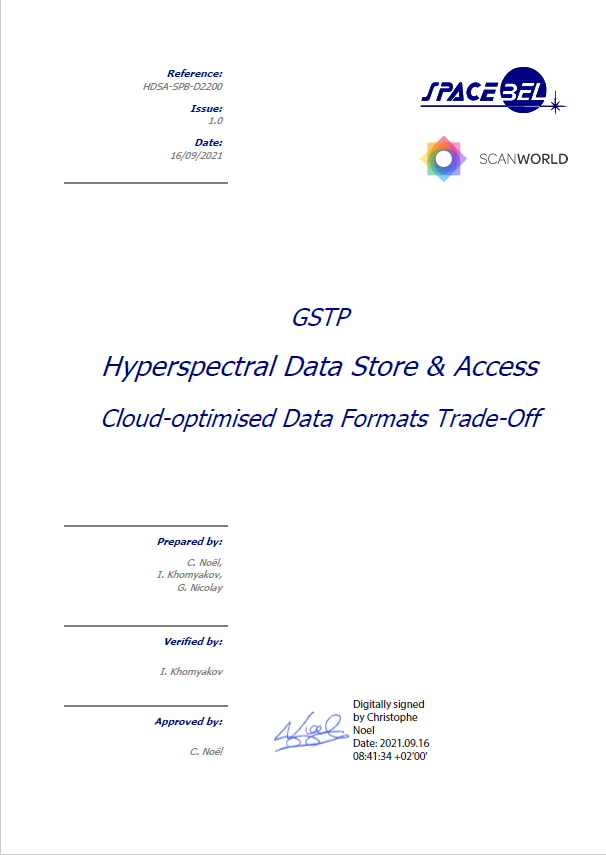 Reference:
HDSA-SPB-D2200
Issue:
1.0
Date:
16/09/2021
SPACEBEL
SCANWORLD
GSTP
Hyperspectral Data Store & Access
Cloud-optimised Data Formats Trade-Off
Prepared by:
C. Noël,
I. Khomyakov,
G. Nicolay
Verified by:
I. Khomyakov
Approved by:
C. Noël
Noel
Digitally signed
by Christophe
Noel
Date: 2021.09.16
08:41:34 +02'00'